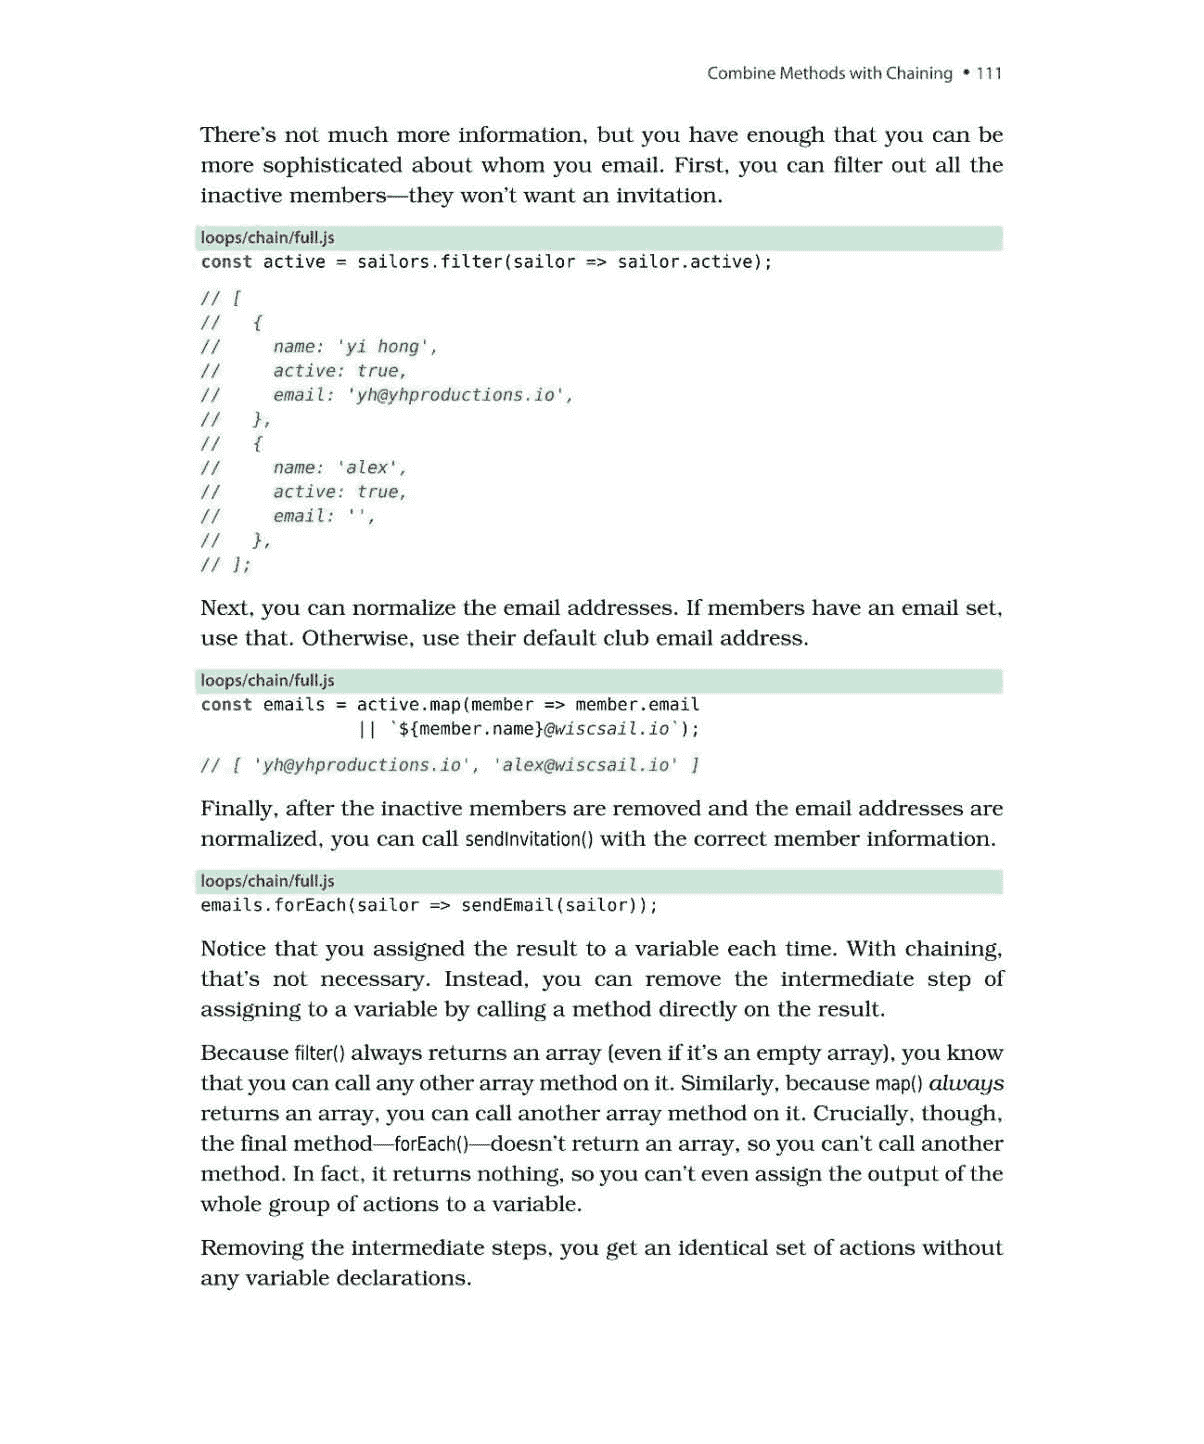 Combine Methods with Chaining • 111
There's not much more information, but you have enough that you can be
more sophisticated about whom you email. First, you can filter out all the
inactive members—they won't want an invitation.
loops/chain/full.js
const active = sailors.filter(sailor => sailor.active);
// [
//   {
//     name: 'yi hong',
//     active: true,
//     email: 'yh@yhproductions.io',
//   },
//   {
//     name: 'alex',
//     active: true,
//     email: '',
//   },
// ];
Next, you can normalize the email addresses. If members have an email set,
use that. Otherwise, use their default club email address.
loops/chain/full.js
const emails = active.map(member => member.email
               || `${member.name}@wiscsail.io`);
// [ 'yh@yhproductions.io', 'alex@wiscsail.io' ]
Finally, after the inactive members are removed and the email addresses are
normalized, you can call sendInvitation() with the correct member information.
loops/chain/full.js
emails.forEach(sailor => sendEmail(sailor));
Notice that you assigned the result to a variable each time. With chaining,
that's not necessary. Instead, you can remove the intermediate step of
assigning to a variable by calling a method directly on the result.
Because filter() always returns an array (even if it's an empty array), you know
that you can call any other array method on it. Similarly, because map() always
returns an array, you can call another array method on it. Crucially, though,
the final method—forEach()—doesn't return an array, so you can't call another
method. In fact, it returns nothing, so you can't even assign the output of the
whole group of actions to a variable.
Removing the intermediate steps, you get an identical set of actions without
any variable declarations.